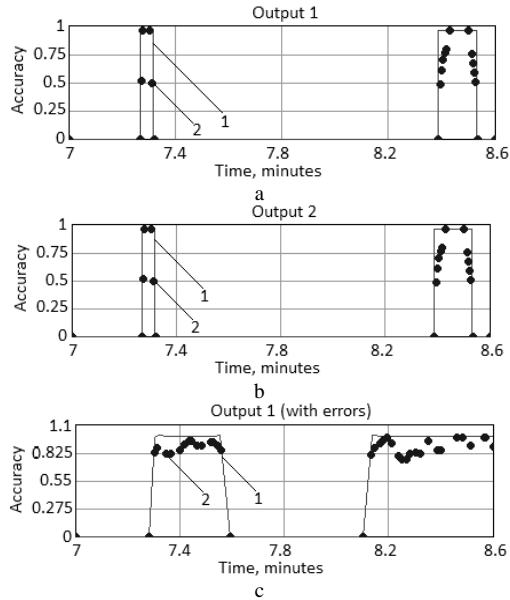 Output 1
1
0.75
0.5
0.25
0
Accuracy
1
2
7 7.4 7.8 8.2 8.6
Time, minutes
a
Output 2
1
0.75
0.5
0.25
0
Accuracy
1
2
7 7.4 7.8 8.2 8.6
Time, minutes
b
Output 1 (with errors)
1.1
0.825
0.55
0.275
0
Accuracy
2 1
7 7.4 7.8 8.2 8.6
Time, minutes
c